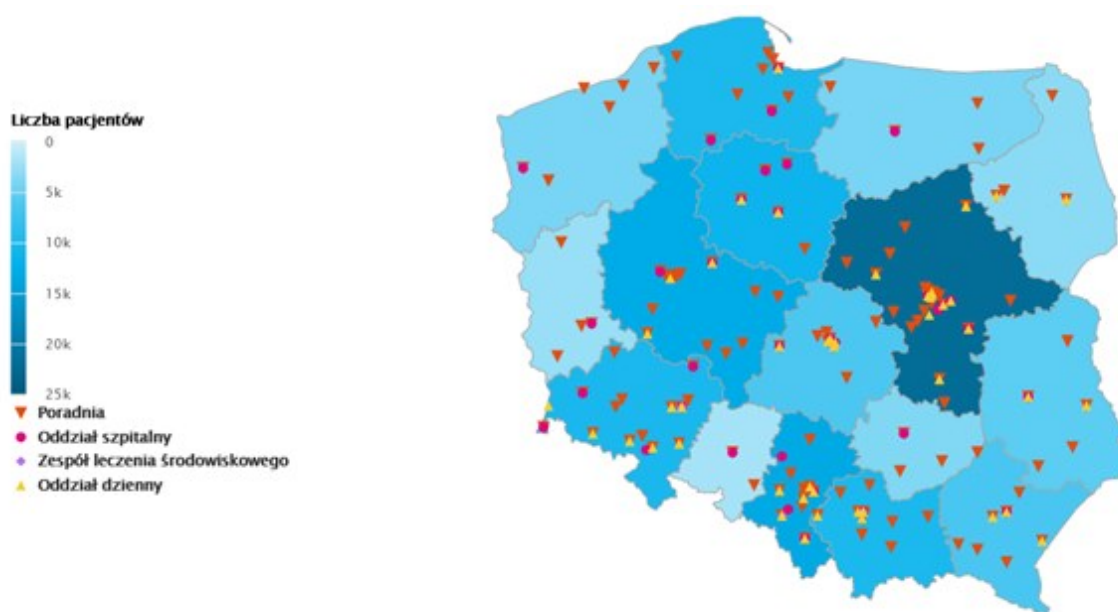 Liczba pacjentów
0
5k
10k
15k
20k
25k
Poradnia
Oddział szpitalny
Zespół leczenia środowiskowego
Oddział dzienny